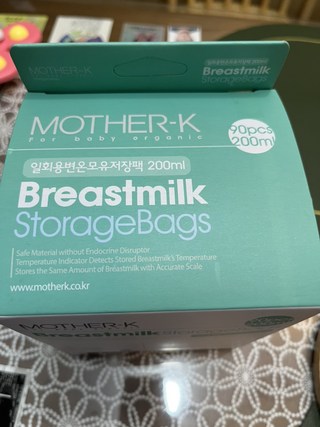 MOTHER-K
Breastmilk
StorageBags
MOTHER-K
For baby organic
90pcs
200ml
일회용변온모유저장팩 200ml
Breastmilk
StorageBags
Safe Material without Endocrine Disruptor
Temperature Indicator Detects Stored Breastmilk's Temperature
Stores the Same Amount of Breastmilk with Accurate Scale
www.motherk.co.kr
MOTHER-K
Breastmilk